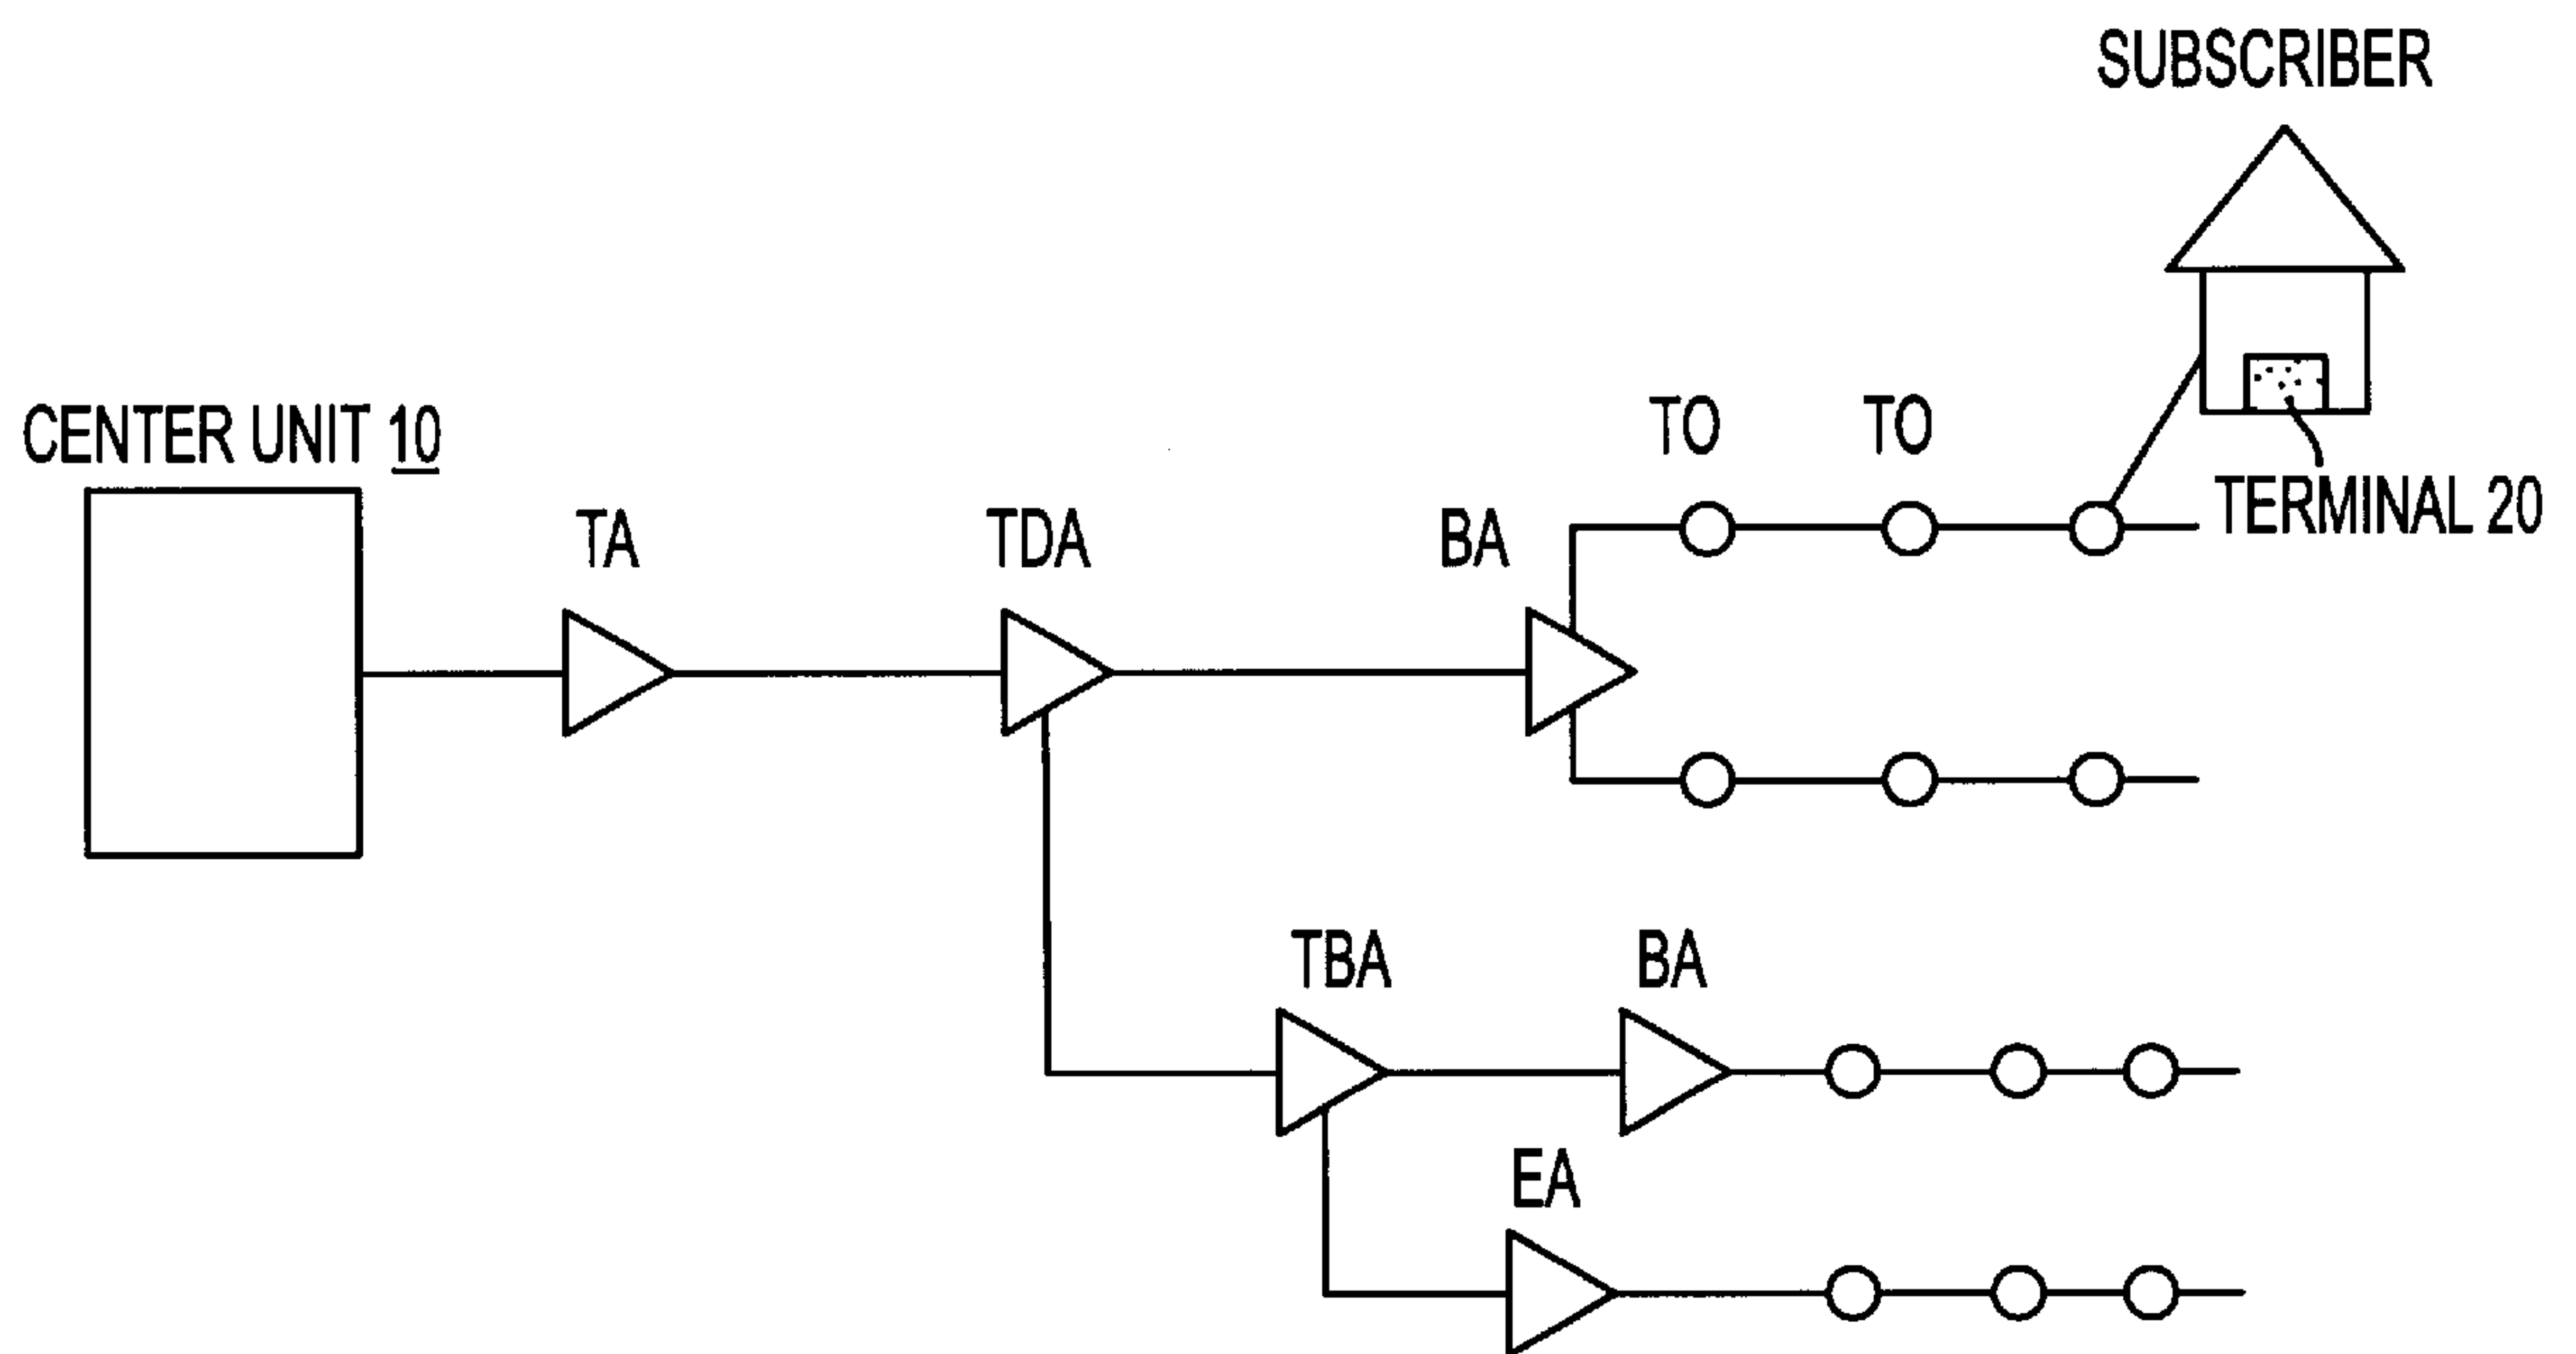 SUBSCRIBER
CENTER UNIT 10
TO
TO
TERMINAL 20
TA
TDA
BA
TBA
BA
EA